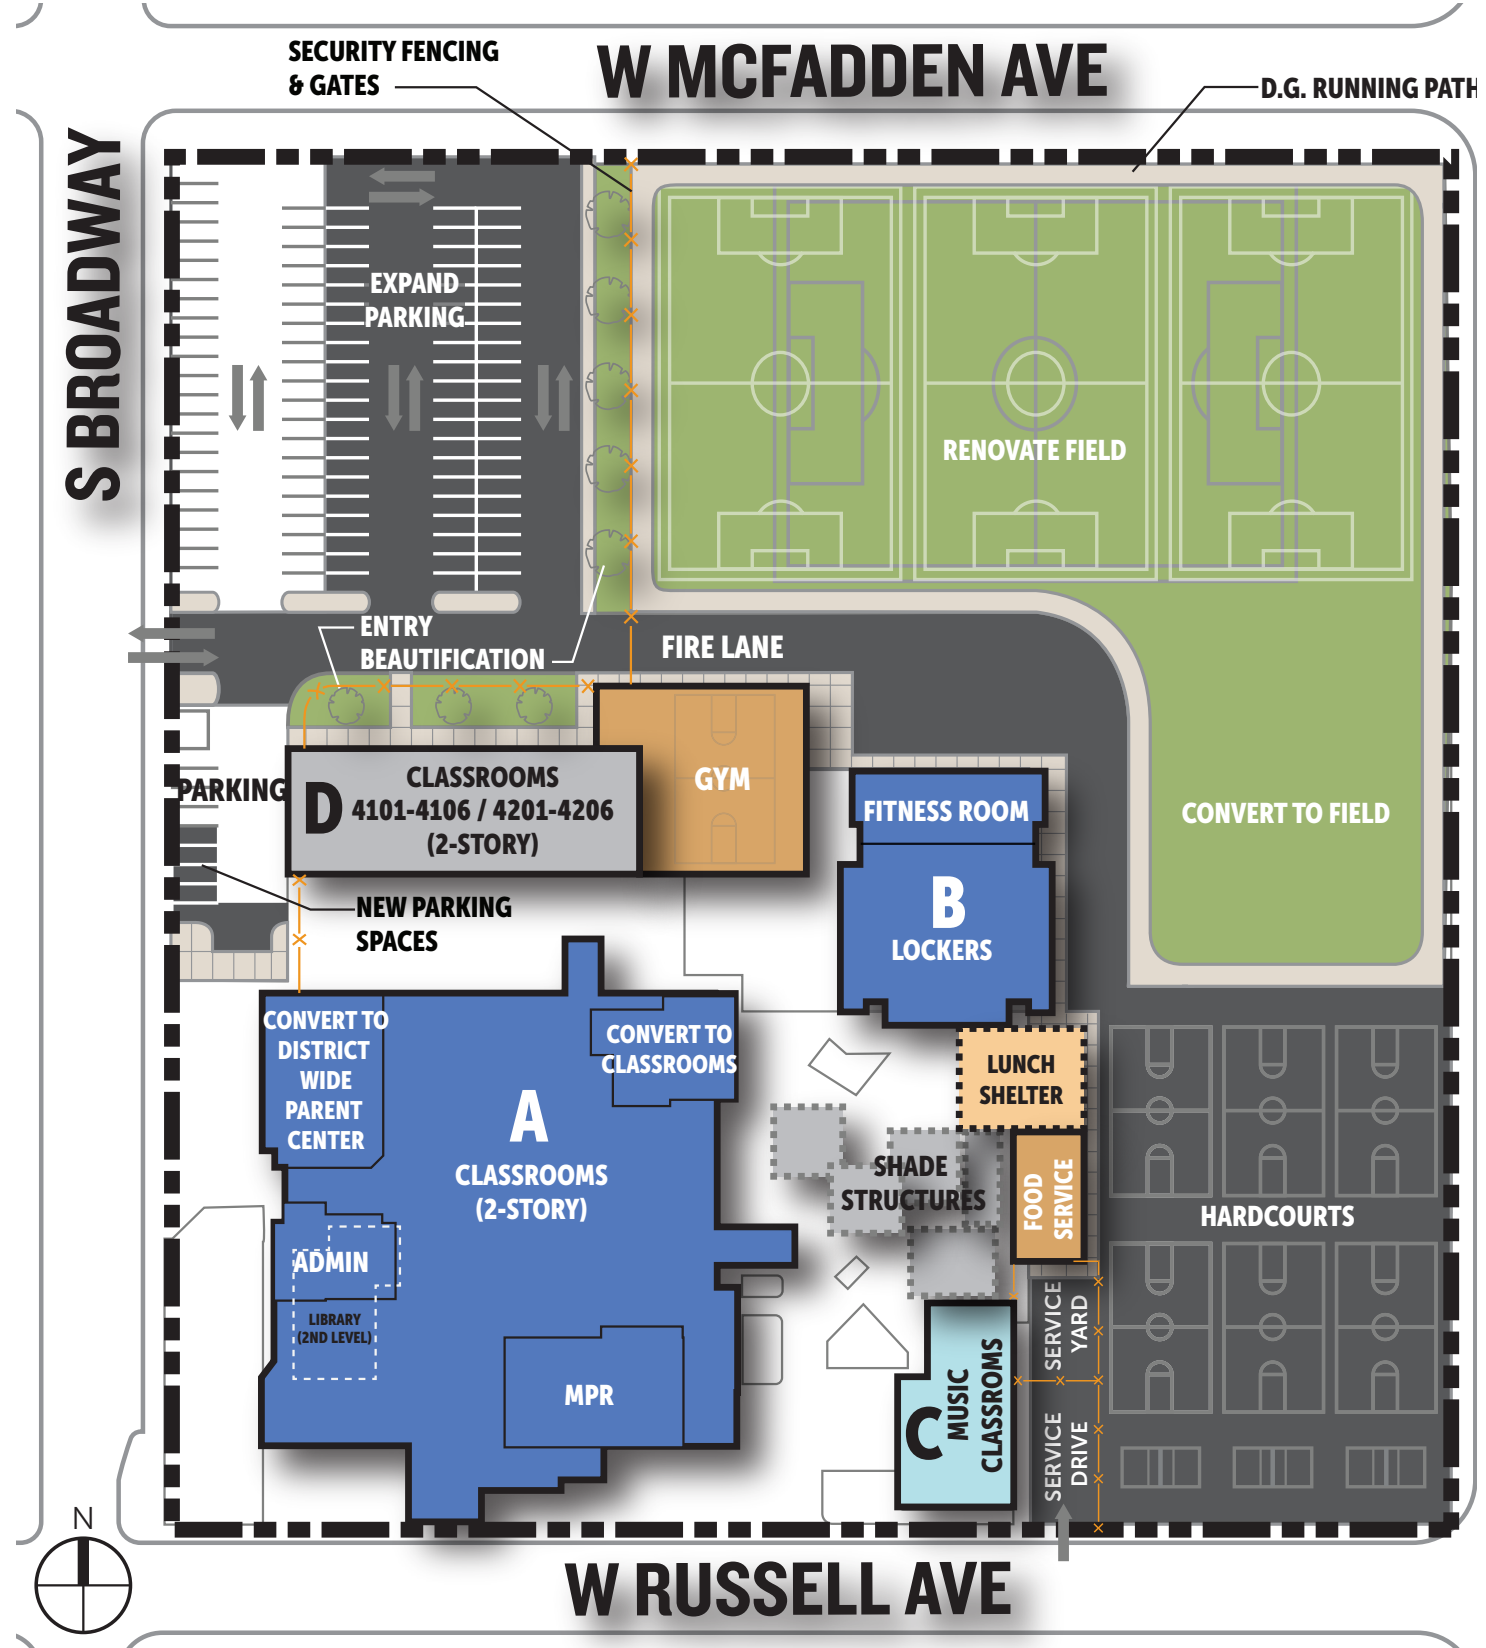 SECURITY FENCING
& GATES
W MCFADDEN AVE
D.G. RUNNING PATH
S BROADWAY
EXPAND
PARKING
RENOVATE FIELD
ENTRY
BEAUTIFICATION
FIRE LANE
PARKING
D
CLASSROOMS
4101-4106 / 4201-4206
(2-STORY)
GYM
FITNESS ROOM
CONVERT TO FIELD
B
LOCKERS
NEW PARKING
SPACES
CONVERT TO
DISTRICT
WIDE
PARENT
CENTER
CONVERT TO
CLASSROOMS
A
CLASSROOMS
(2-STORY)
LUNCH
SHELTER
SHADE
STRUCTURES
FOOD
SERVICE
HARDCOURTS
ADMIN
LIBRARY
(2ND LEVEL)
MPR
SERVICE
YARD
C
MUSIC
CLASSROMS
SERVICE
DRIVE
N
W RUSSELL AVE